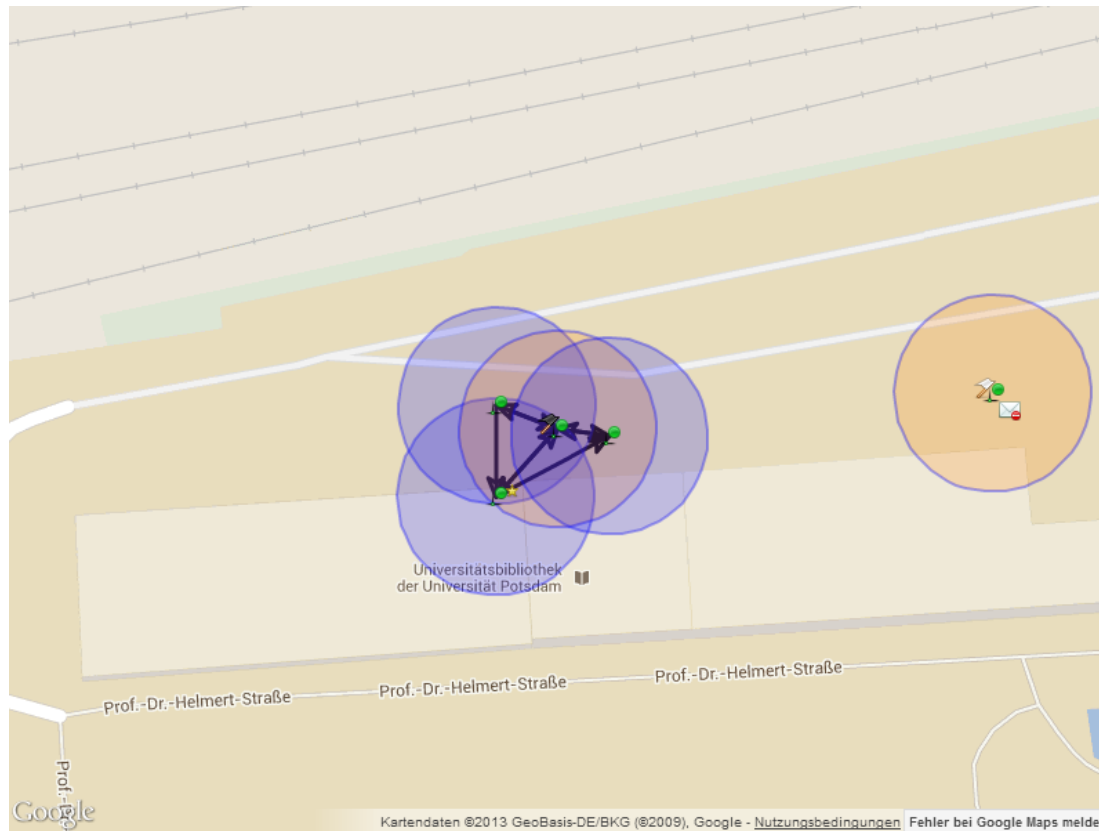 Universitätsbibliothek
der Universität Potsdam
Prof.-Dr.-Helmert-Straße
Prof.-Dr.-Helmert-Straße
Prof.-Dr.-Helmert-Straße
Google
Kartendaten ©2013 GeoBasis-DE/BKG (©2009), Google - Nutzungsbedingungen
Fehler bei Google Maps melde